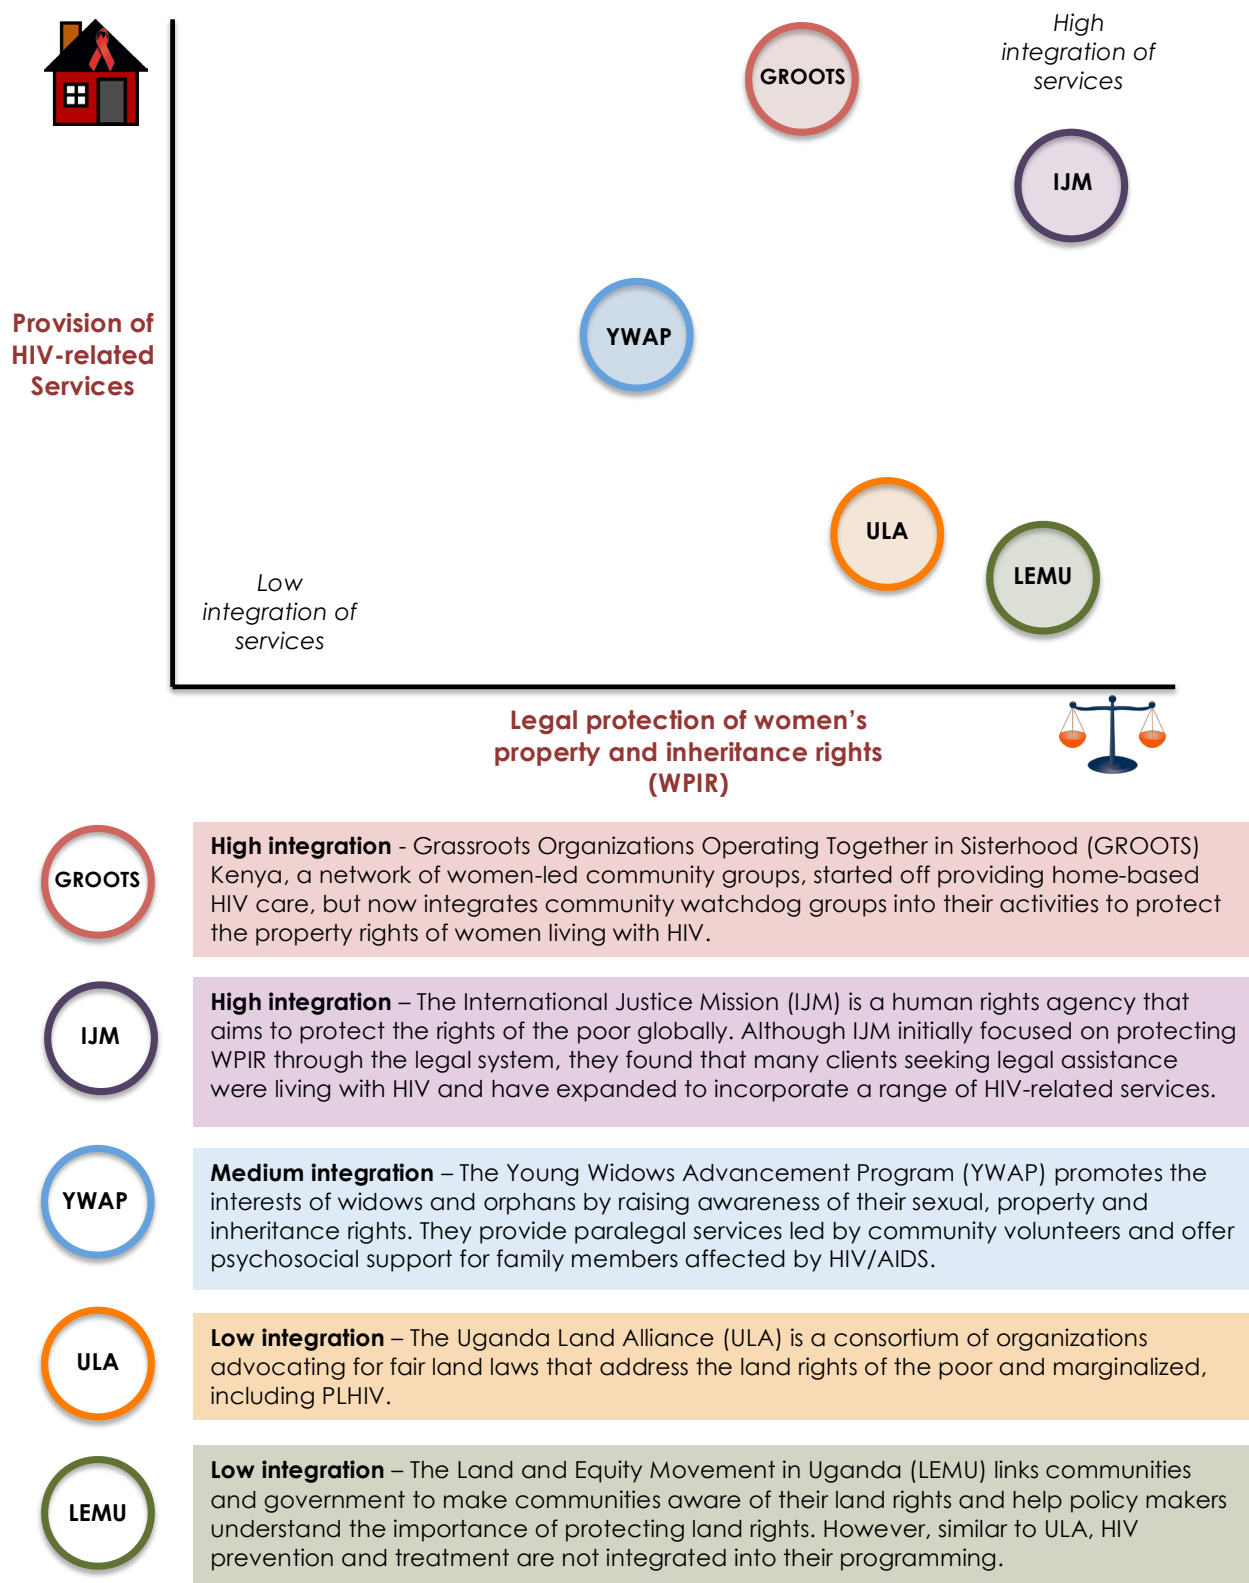 High
integration of
services
GROOTS
IJM
YWAP
Provision of
HIV-related
Services
ULA
LEMU
Low
integration of
services
Legal protection of women’s
property and inheritance rights
(WPIR)
GROOTS
High integration - Grassroots Organizations Operating Together in Sisterhood (GROOTS)
Kenya, a network of women-led community groups, started off providing home-based
HIV care, but now integrates community watchdog groups into their activities to protect
the property rights of women living with HIV.
IJM
High integration – The International Justice Mission (IJM) is a human rights agency that
aims to protect the rights of the poor globally. Although IJM initially focused on protecting
WPIR through the legal system, they found that many clients seeking legal assistance
were living with HIV and have expanded to incorporate a range of HIV-related services.
YWAP
Medium integration – The Young Widows Advancement Program (YWAP) promotes the
interests of widows and orphans by raising awareness of their sexual, property and
inheritance rights. They provide paralegal services led by community volunteers and offer
psychosocial support for family members affected by HIV/AIDS.
ULA
Low integration – The Uganda Land Alliance (ULA) is a consortium of organizations
advocating for fair land laws that address the land rights of the poor and marginalized,
including PLHIV.
LEMU
Low integration – The Land and Equity Movement in Uganda (LEMU) links communities
and government to make communities aware of their land rights and help policy makers
understand the importance of protecting land rights. However, similar to ULA, HIV
prevention and treatment are not integrated into their programming.